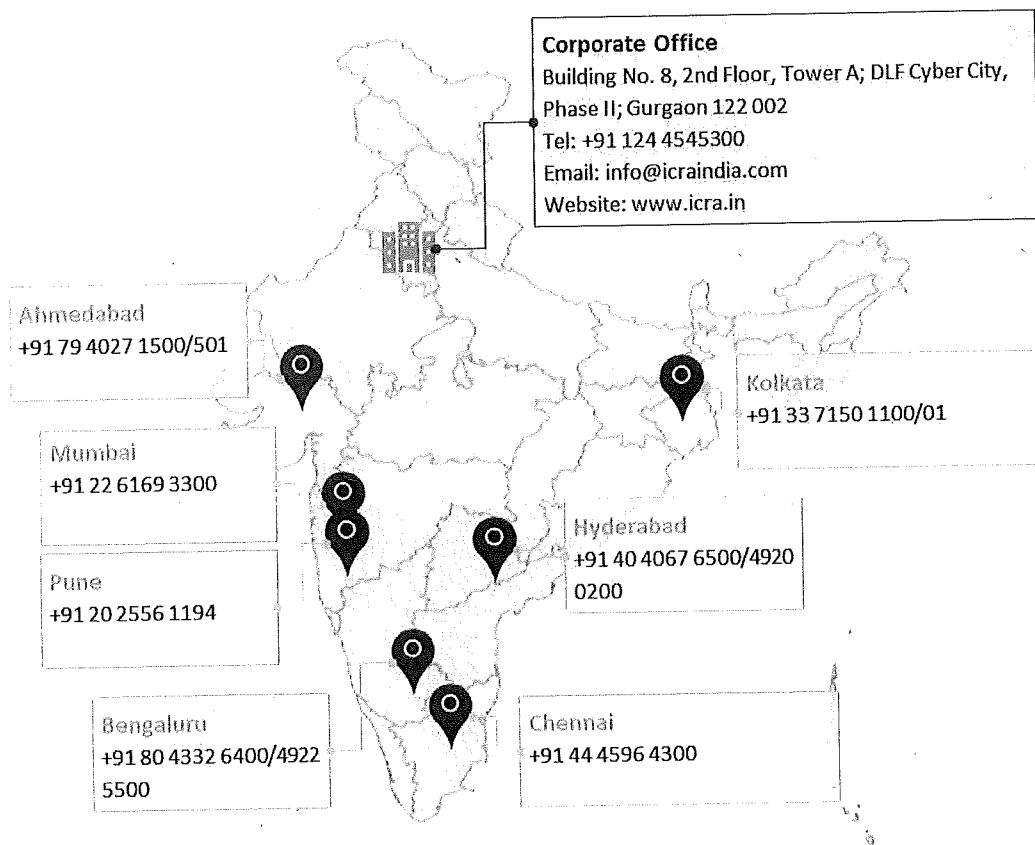 Corporate Office
Building No. 8, 2nd Floor, Tower A; DLF Cyber City,
Phase II; Gurgaon 122 002
Tel: +91 124 4545300
Email: info@icraindia.com
Website: www.icra.in
Ahmedabad
+91 79 4027 1500/501
Kolkata
+91 33 7150 1100/01
Mumbai
+91 22 6169 3300
Hyderabad
+91 40 4067 6500/4920
0200
Pune
+91 20 2556 1194
Bengaluru
+91 80 4332 6400/4922
5500
Chennai
+91 44 4596 4300